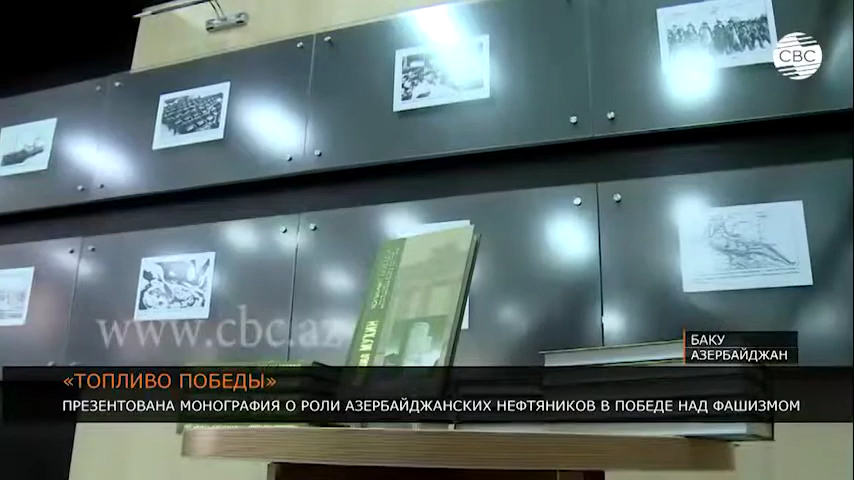 CBC
www.cbc.az
БАКУ
АЗЕРБАЙДЖАН
«ТОПЛИВО ПОБЕДЫ»
ПРЕЗЕНТОВАНА МОНОГРАФИЯ О РОЛИ АЗЕРБАЙДЖАНСКИХ НЕФТЯНИКОВ В ПОБЕДЕ НАД ФАШИЗМОМ